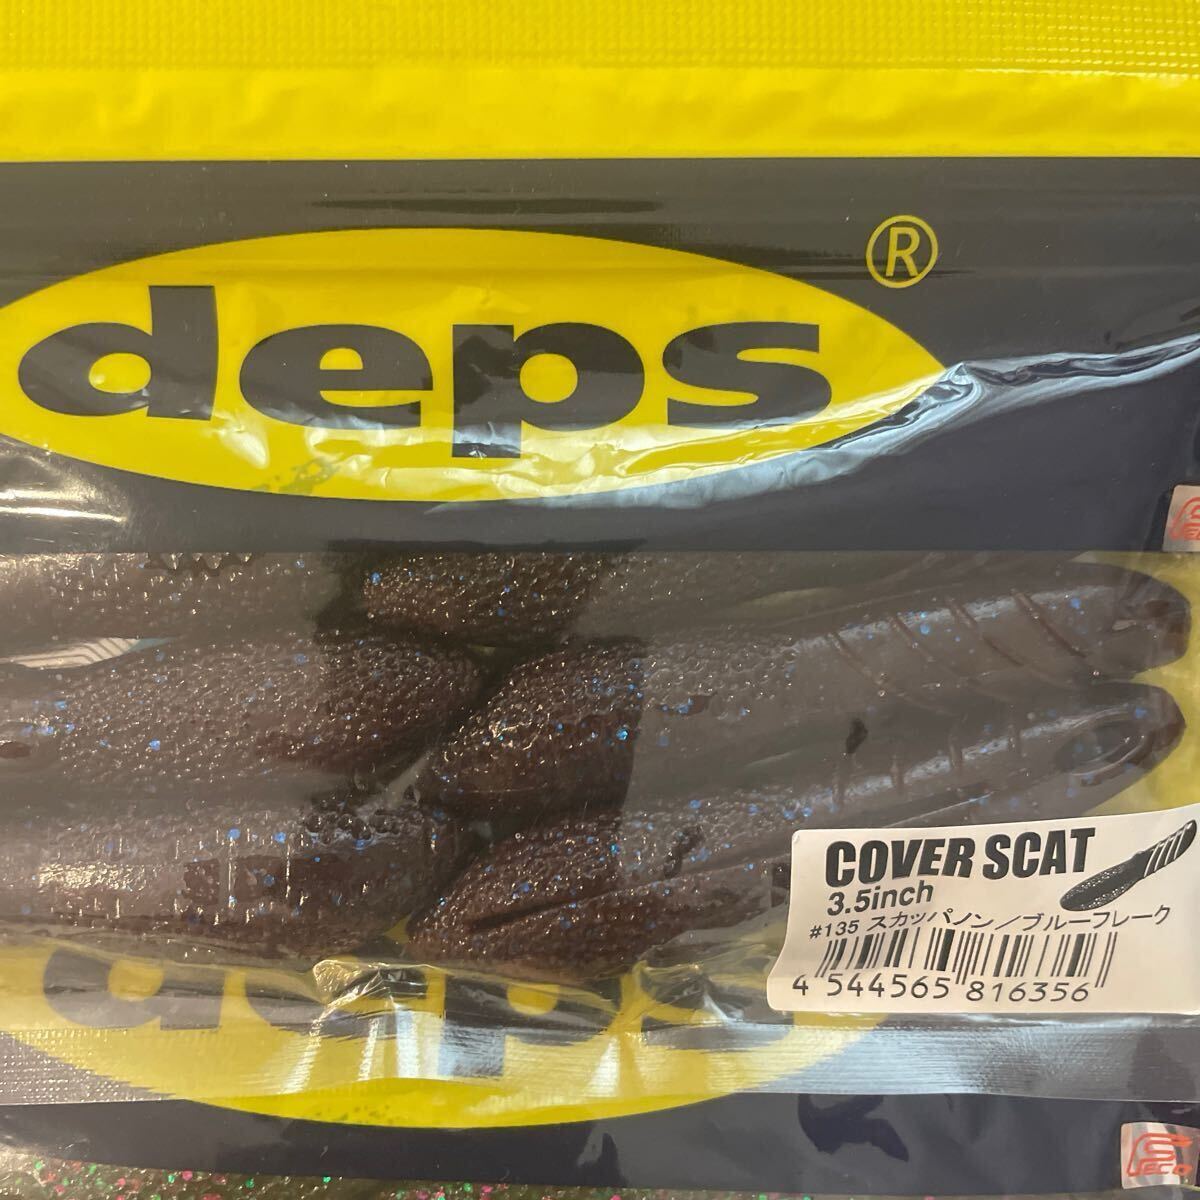 deps®
COVER SCAT
3.5inch
#135 スカッパノン／ブルーフレーク
4 544565 816356
deps
FECO